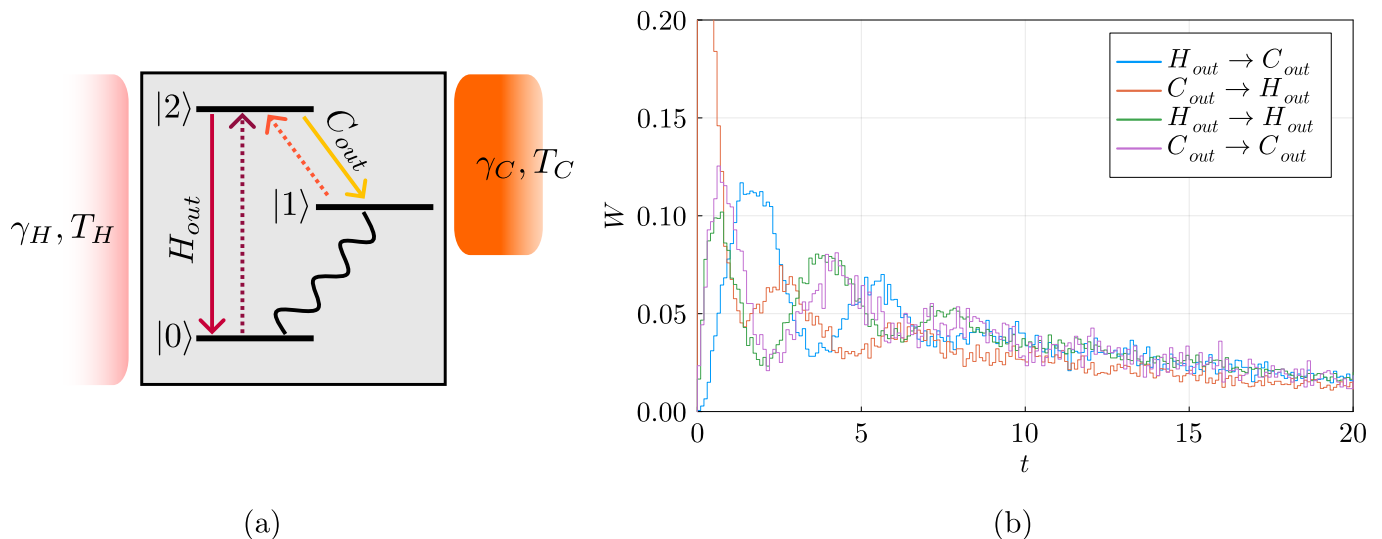 |2⟩
C_out
γ_C, T_C
|1⟩
γ_H, T_H
H_out
|0⟩
(a)
0.20
0.15
0.10
0.05
0.00
W
0
5
10
15
20
t
H_out → C_out
C_out → H_out
H_out → H_out
C_out → C_out
(b)